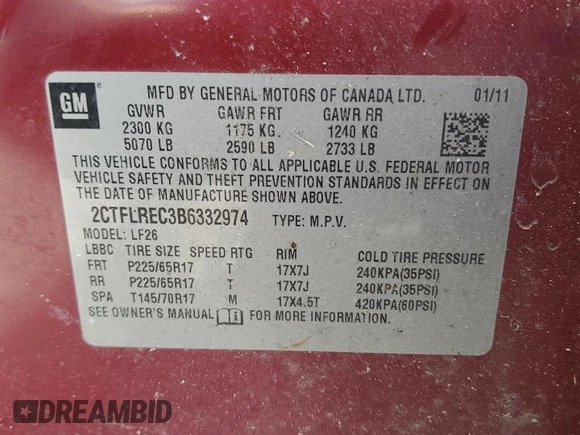 GM
MFD BY GENERAL MOTORS OF CANADA LTD. 01/11
GVWR GAWR FRT GAWR RR
2300 KG 1175 KG 1240 KG
5070 LB 2590 LB 2733 LB
THIS VEHICLE CONFORMS TO ALL APPLICABLE U.S. FEDERAL MOTOR
VEHICLE SAFETY AND THEFT PREVENTION STANDARDS IN EFFECT ON THE
DATE OF MANUFACTURE SHOWN ABOVE.
2CTFLREC3B6332974 TYPE: M.P.V.
MODEL: LF26
LBBC TIRE SIZE SPEED RTG RIM COLD TIRE PRESSURE
FRT P225/65R17 T 17X7J 240KPA(35PSI)
RR P225/65R17 T 17X7J 240KPA(35PSI)
SPA T145/70R17 M 17X4.5T 420KPA(60PSI)
SEE OWNER'S MANUAL i FOR MORE INFORMATION.
DREAMBID